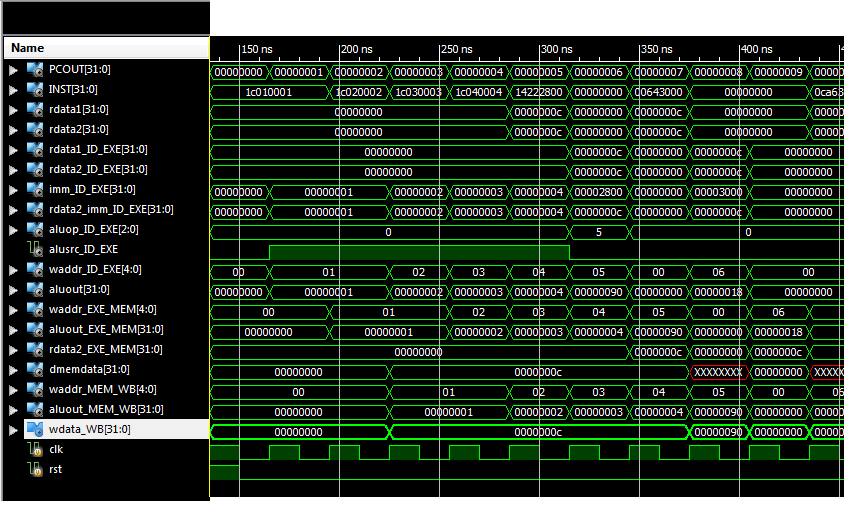 Name 150 ns 200 ns 250 ns 300 ns 350 ns 400 ns
PCOUT[31:0] 00000000 00000001 00000002 00000003 00000004 00000005 00000006 00000007 00000008 00000009 0000
INST[31:0] 1c010001 1c020002 1c030003 1c040004 14222800 00000000 00643000 00000000 0ca63
rdata1[31:0] 00000000 0000000c 00000000 0000000c 00000000 0000
rdata2[31:0] 00000000 0000000c 00000000 0000000c 00000000 0000
rdata1_ID_EXE[31:0] 00000000 0000000c 00000000 0000000c 00000000
rdata2_ID_EXE[31:0] 00000000 0000000c 00000000 0000000c 00000000
imm_ID_EXE[31:0] 00000000 00000001 00000002 00000003 00000004 00002800 00000000 00003000 00000000
rdata2_imm_ID_EXE[31:0] 00000000 00000001 00000002 00000003 00000004 0000000c 00000000 0000000c 00000000
aluop_ID_EXE[2:0] 0 5 0
alusrc_ID_EXE
waddr_ID_EXE[4:0] 00 01 02 03 04 05 00 06 00
aluout[31:0] 00000000 00000001 00000002 00000003 00000004 00000090 00000000 00000018 00000000
waddr_EXE_MEM[4:0] 00 01 02 03 04 05 00 06
aluout_EXE_MEM[31:0] 00000000 00000001 00000002 00000003 00000004 00000090 00000000 00000018
rdata2_EXE_MEM[31:0] 00000000 0000000c 00000000 0000000c
dmemdata[31:0] 00000000 0000000c XXXXXXXX 00000000 XXXXX
waddr_MEM_WB[4:0] 00 01 02 03 04 05 00 06
aluout_MEM_WB[31:0] 00000000 00000001 00000002 00000003 00000004 00000090 00000000 0000
wdata_WB[31:0] 00000000 0000000c 00000090 00000000 0000
clk
rst